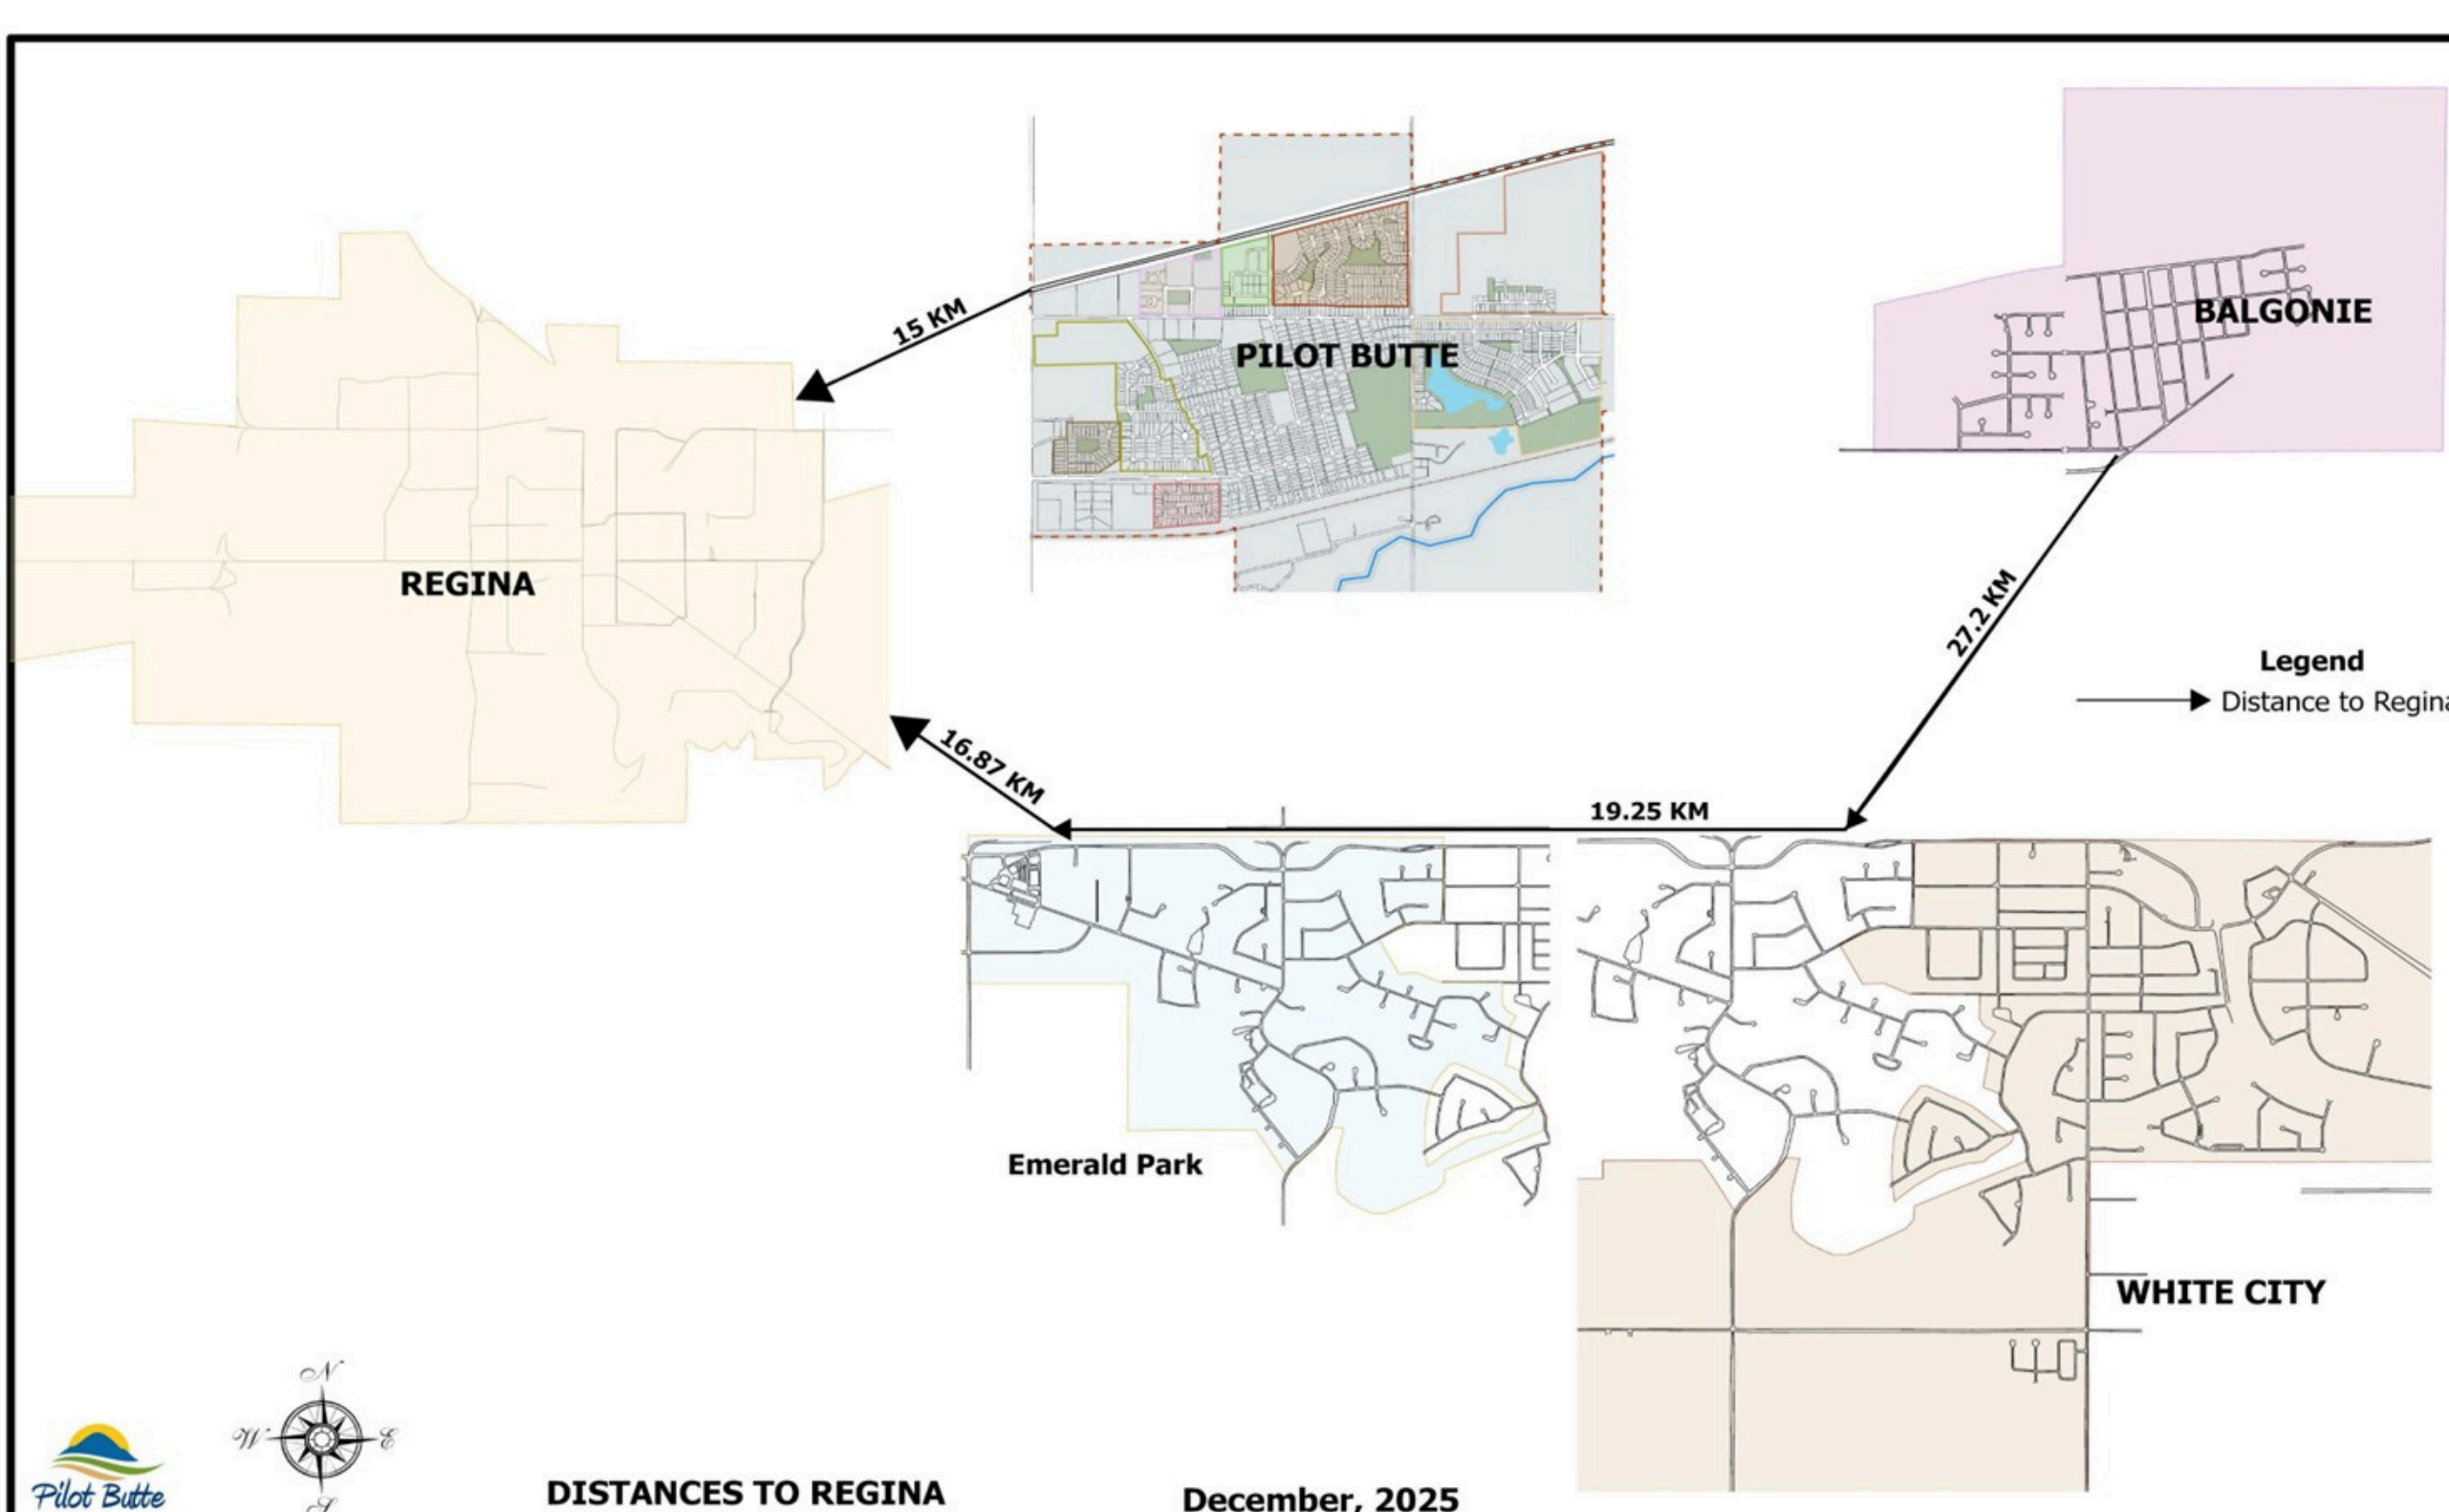 15 KM
PILOT BUTTE
BALGONIE
REGINA
27.2 KM
Legend
Distance to Regina
16.87 KM
19.25 KM
Emerald Park
WHITE CITY
N
W
E
S
Pilot Butte
DISTANCES TO REGINA
December, 2025